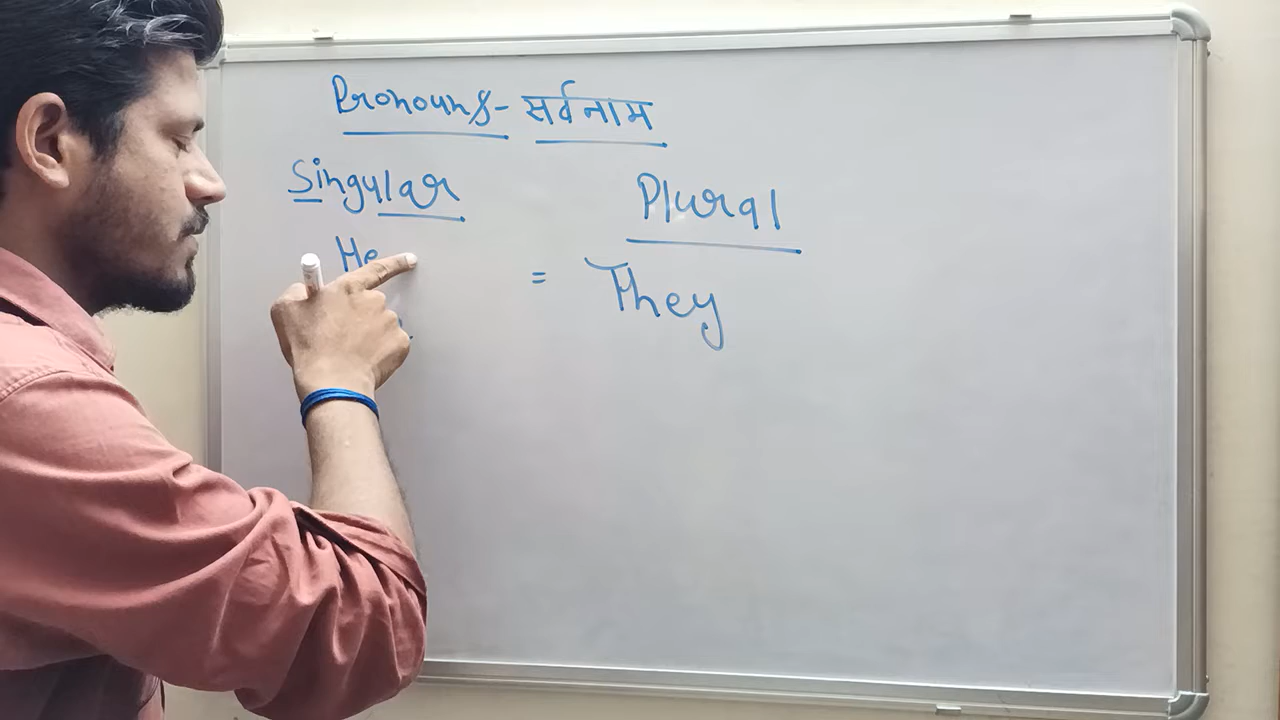 Pronouns- सर्वनाम
Singular
Plural
He
= They